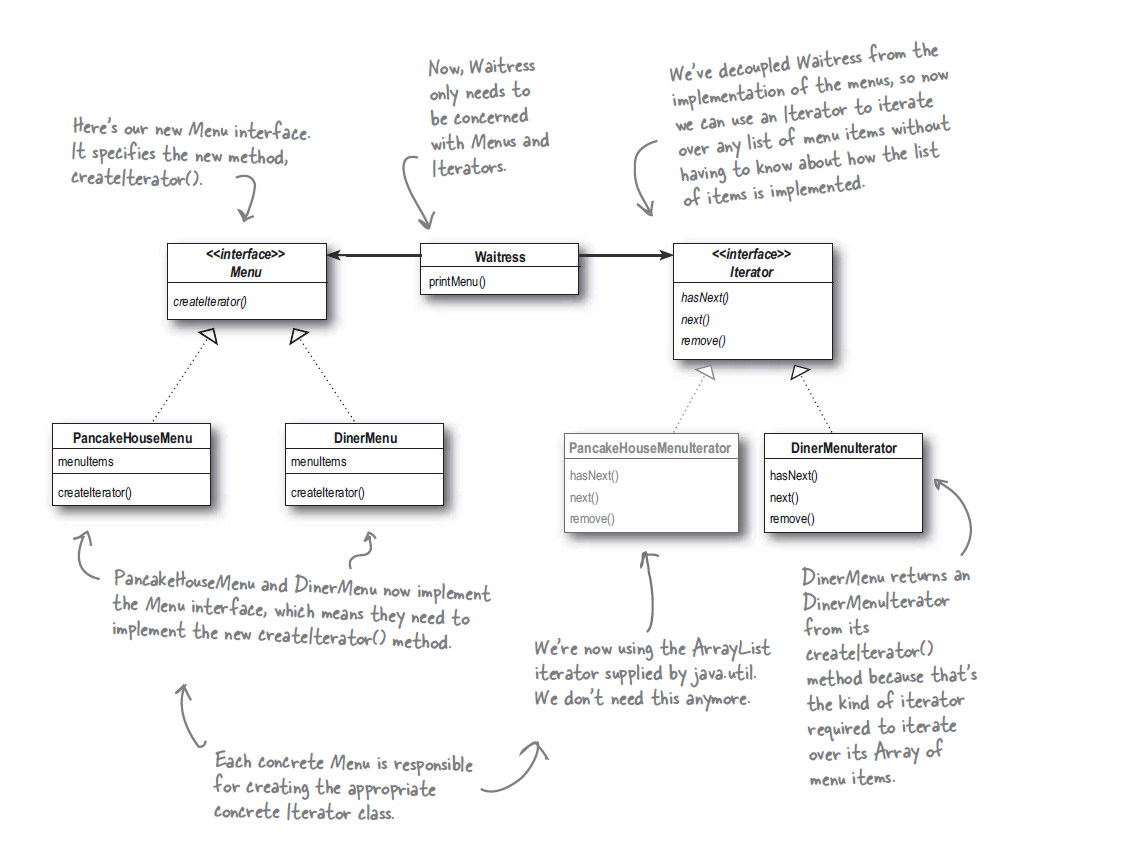 Here's our new Menu interface.
It specifies the new method,
createIterator().
Now, Waitress
only needs to
be concerned
with Menus and
Iterators.
We've decoupled Waitress from the
implementation of the menus, so now
we can use an Iterator to iterate
over any list of menu items without
having to know about how the list
of items is implemented.
<<interface>>
Menu
createIterator()
Waitress
printMenu()
<<interface>>
Iterator
hasNext()
next()
remove()
PancakeHouseMenu
menuItems
createIterator()
DinerMenu
menuItems
createIterator()
PancakeHouseMenuIterator
hasNext()
next()
remove()
DinerMenuIterator
hasNext()
next()
remove()
PancakeHouseMenu and DinerMenu now implement
the Menu interface, which means they need to
implement the new createIterator() method.
We're now using the ArrayList
iterator supplied by java.util.
We don't need this anymore.
DinerMenu returns an
DinerMenuIterator
from its
createIterator()
method because that's
the kind of iterator
required to iterate
over its Array of
menu items.
Each concrete Menu is responsible
for creating the appropriate
concrete Iterator class.